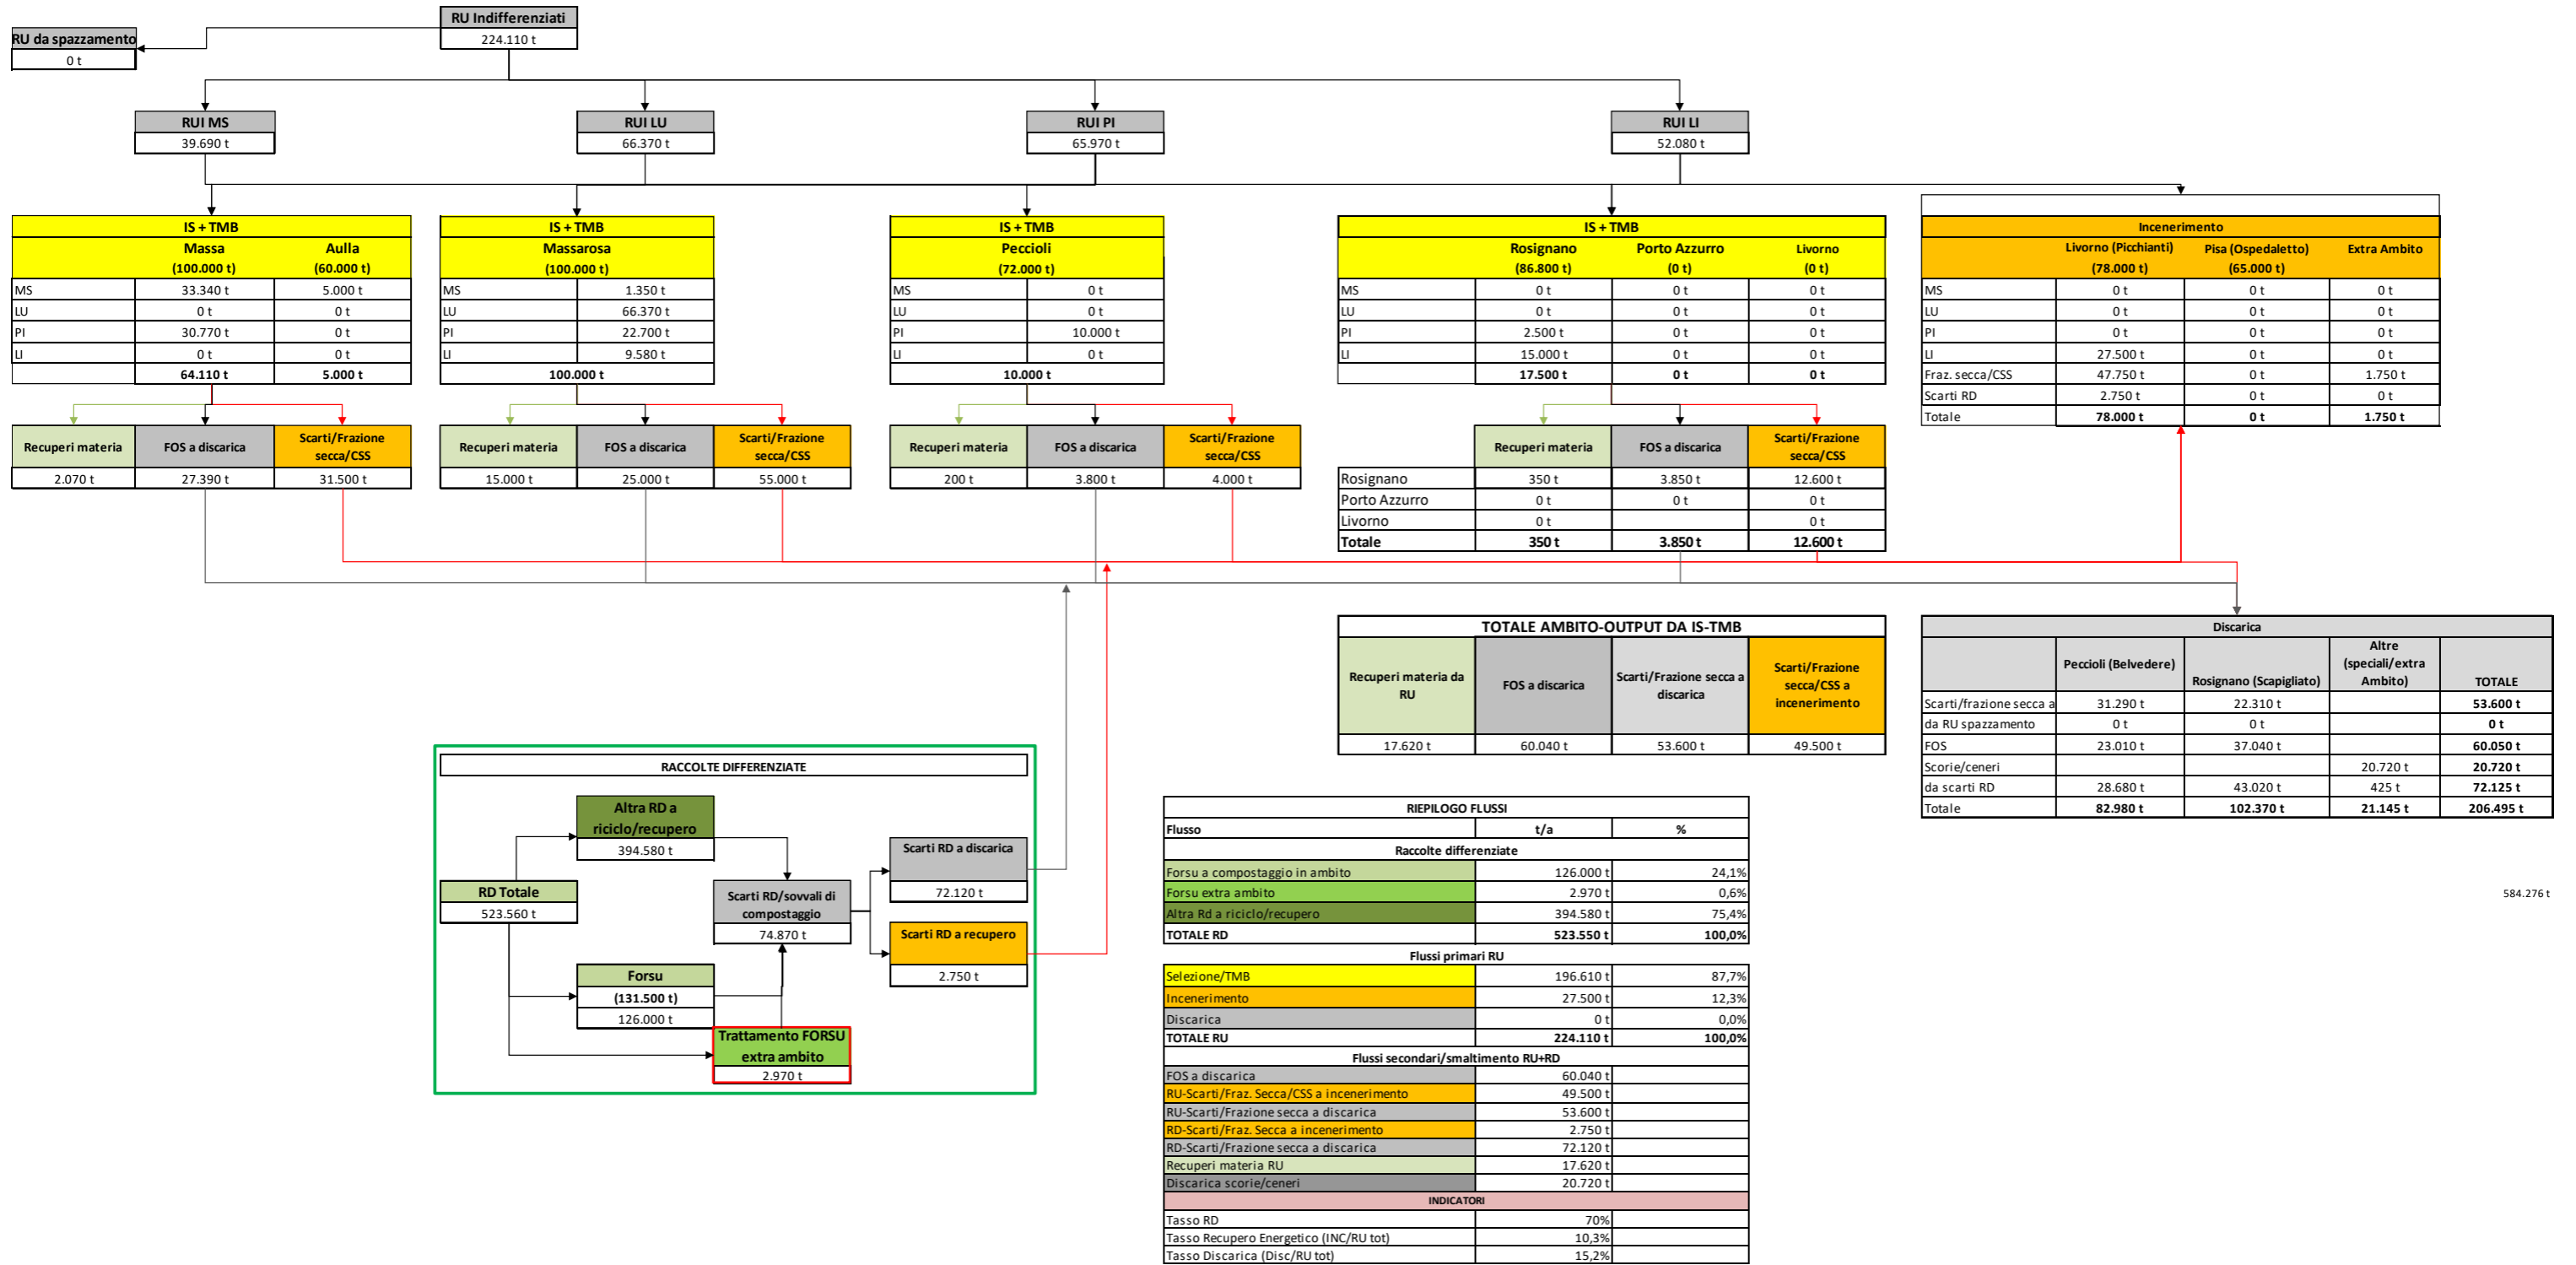 RU Indifferenziati
224.110 t
RU da spazzamento
0 t
RUI MS
39.690 t
RUI LU
66.370 t
RUI PI
65.970 t
RUI LI
52.080 t
IS + TMB
Massa Aulla
(100.000 t) (60.000 t)
MS 33.340 t 5.000 t
LU 0 t 0 t
PI 30.770 t 0 t
LI 0 t 0 t
64.110 t 5.000 t
Recuperi materia FOS a discarica Scarti/Frazione
secca/CSS
2.070 t 27.390 t 31.500 t
IS + TMB
Massarosa
(100.000 t)
MS 1.350 t
LU 66.370 t
PI 22.700 t
LI 9.580 t
100.000 t
Recuperi materia FOS a discarica Scarti/Frazione
secca/CSS
15.000 t 25.000 t 55.000 t
IS + TMB
Peccioli
(72.000 t)
MS 0 t
LU 0 t
PI 10.000 t
LI 0 t
10.000 t
Recuperi materia FOS a discarica Scarti/Frazione
secca/CSS
200 t 3.800 t 4.000 t
IS + TMB
Rosignano Porto Azzurro Livorno
(86.800 t) (0 t) (0 t)
MS 0 t 0 t 0 t
LU 0 t 0 t 0 t
PI 2.500 t 0 t 0 t
LI 15.000 t 0 t 0 t
17.500 t 0 t 0 t
Recuperi materia FOS a discarica Scarti/Frazione
secca/CSS
Rosignano 350 t 3.850 t 12.600 t
Porto Azzurro 0 t 0 t 0 t
Livorno 0 t 0 t
Totale 350 t 3.850 t 12.600 t
Incenerimento
Livorno (Picchianti) Pisa (Ospedaletto) Extra Ambito
(78.000 t) (65.000 t)
MS 0 t 0 t 0 t
LU 0 t 0 t 0 t
PI 0 t 0 t 0 t
LI 27.500 t 0 t 0 t
Fraz. secca/CSS 47.750 t 0 t 1.750 t
Scarti RD 2.750 t 0 t 0 t
Totale 78.000 t 0 t 1.750 t
TOTALE AMBITO-OUTPUT DA IS-TMB
Recuperi materia da
RU
FOS a discarica
Scarti/Frazione secca a
discarica
Scarti/Frazione
secca/CSS a
incenerimento
17.620 t 60.040 t 53.600 t 49.500 t
Discarica
Peccioli (Belvedere) Rosignano (Scapigliato) Altre
(speciali/extra
Ambito) TOTALE
Scarti/frazione secca a 31.290 t 22.310 t 53.600 t
da RU spazzamento 0 t 0 t 0 t
FOS 23.010 t 37.040 t 60.050 t
Scorie/ceneri 20.720 t 20.720 t
da scarti RD 28.680 t 43.020 t 425 t 72.125 t
Totale 82.980 t 102.370 t 21.145 t 206.495 t
584.276 t
RACCOLTE DIFFERENZIATE
Altra RD a
riciclo/recupero
394.580 t
RD Totale
523.560 t
Scarti RD/sovvali di
compostaggio
74.870 t
Scarti RD a discarica
72.120 t
Scarti RD a recupero
2.750 t
Forsu
(131.500 t)
126.000 t
Trattamento FORSU
extra ambito
2.970 t
RIEPILOGO FLUSSI
Flusso t/a %
Raccolte differenziate
Forsu a compostaggio in ambito 126.000 t 24,1%
Forsu extra ambito 2.970 t 0,6%
Altra Rd a riciclo/recupero 394.580 t 75,4%
TOTALE RD 523.550 t 100,0%
Flussi primari RU
Selezione/TMB 196.610 t 87,7%
Incenerimento 27.500 t 12,3%
Discarica 0 t 0,0%
TOTALE RU 224.110 t 100,0%
Flussi secondari/smaltimento RU+RD
FOS a discarica 60.040 t
RU-Scarti/Fraz. Secca/CSS a incenerimento 49.500 t
RU-Scarti/Frazione secca a discarica 53.600 t
RD-Scarti/Fraz. Secca a incenerimento 2.750 t
RD-Scarti/Frazione secca a discarica 72.120 t
Recuperi materia RU 17.620 t
Discarica scorie/ceneri 20.720 t
INDICATORI
Tasso RD 70%
Tasso Recupero Energetico (INC/RU tot) 10,3%
Tasso Discarica (Disc/RU tot) 15,2%